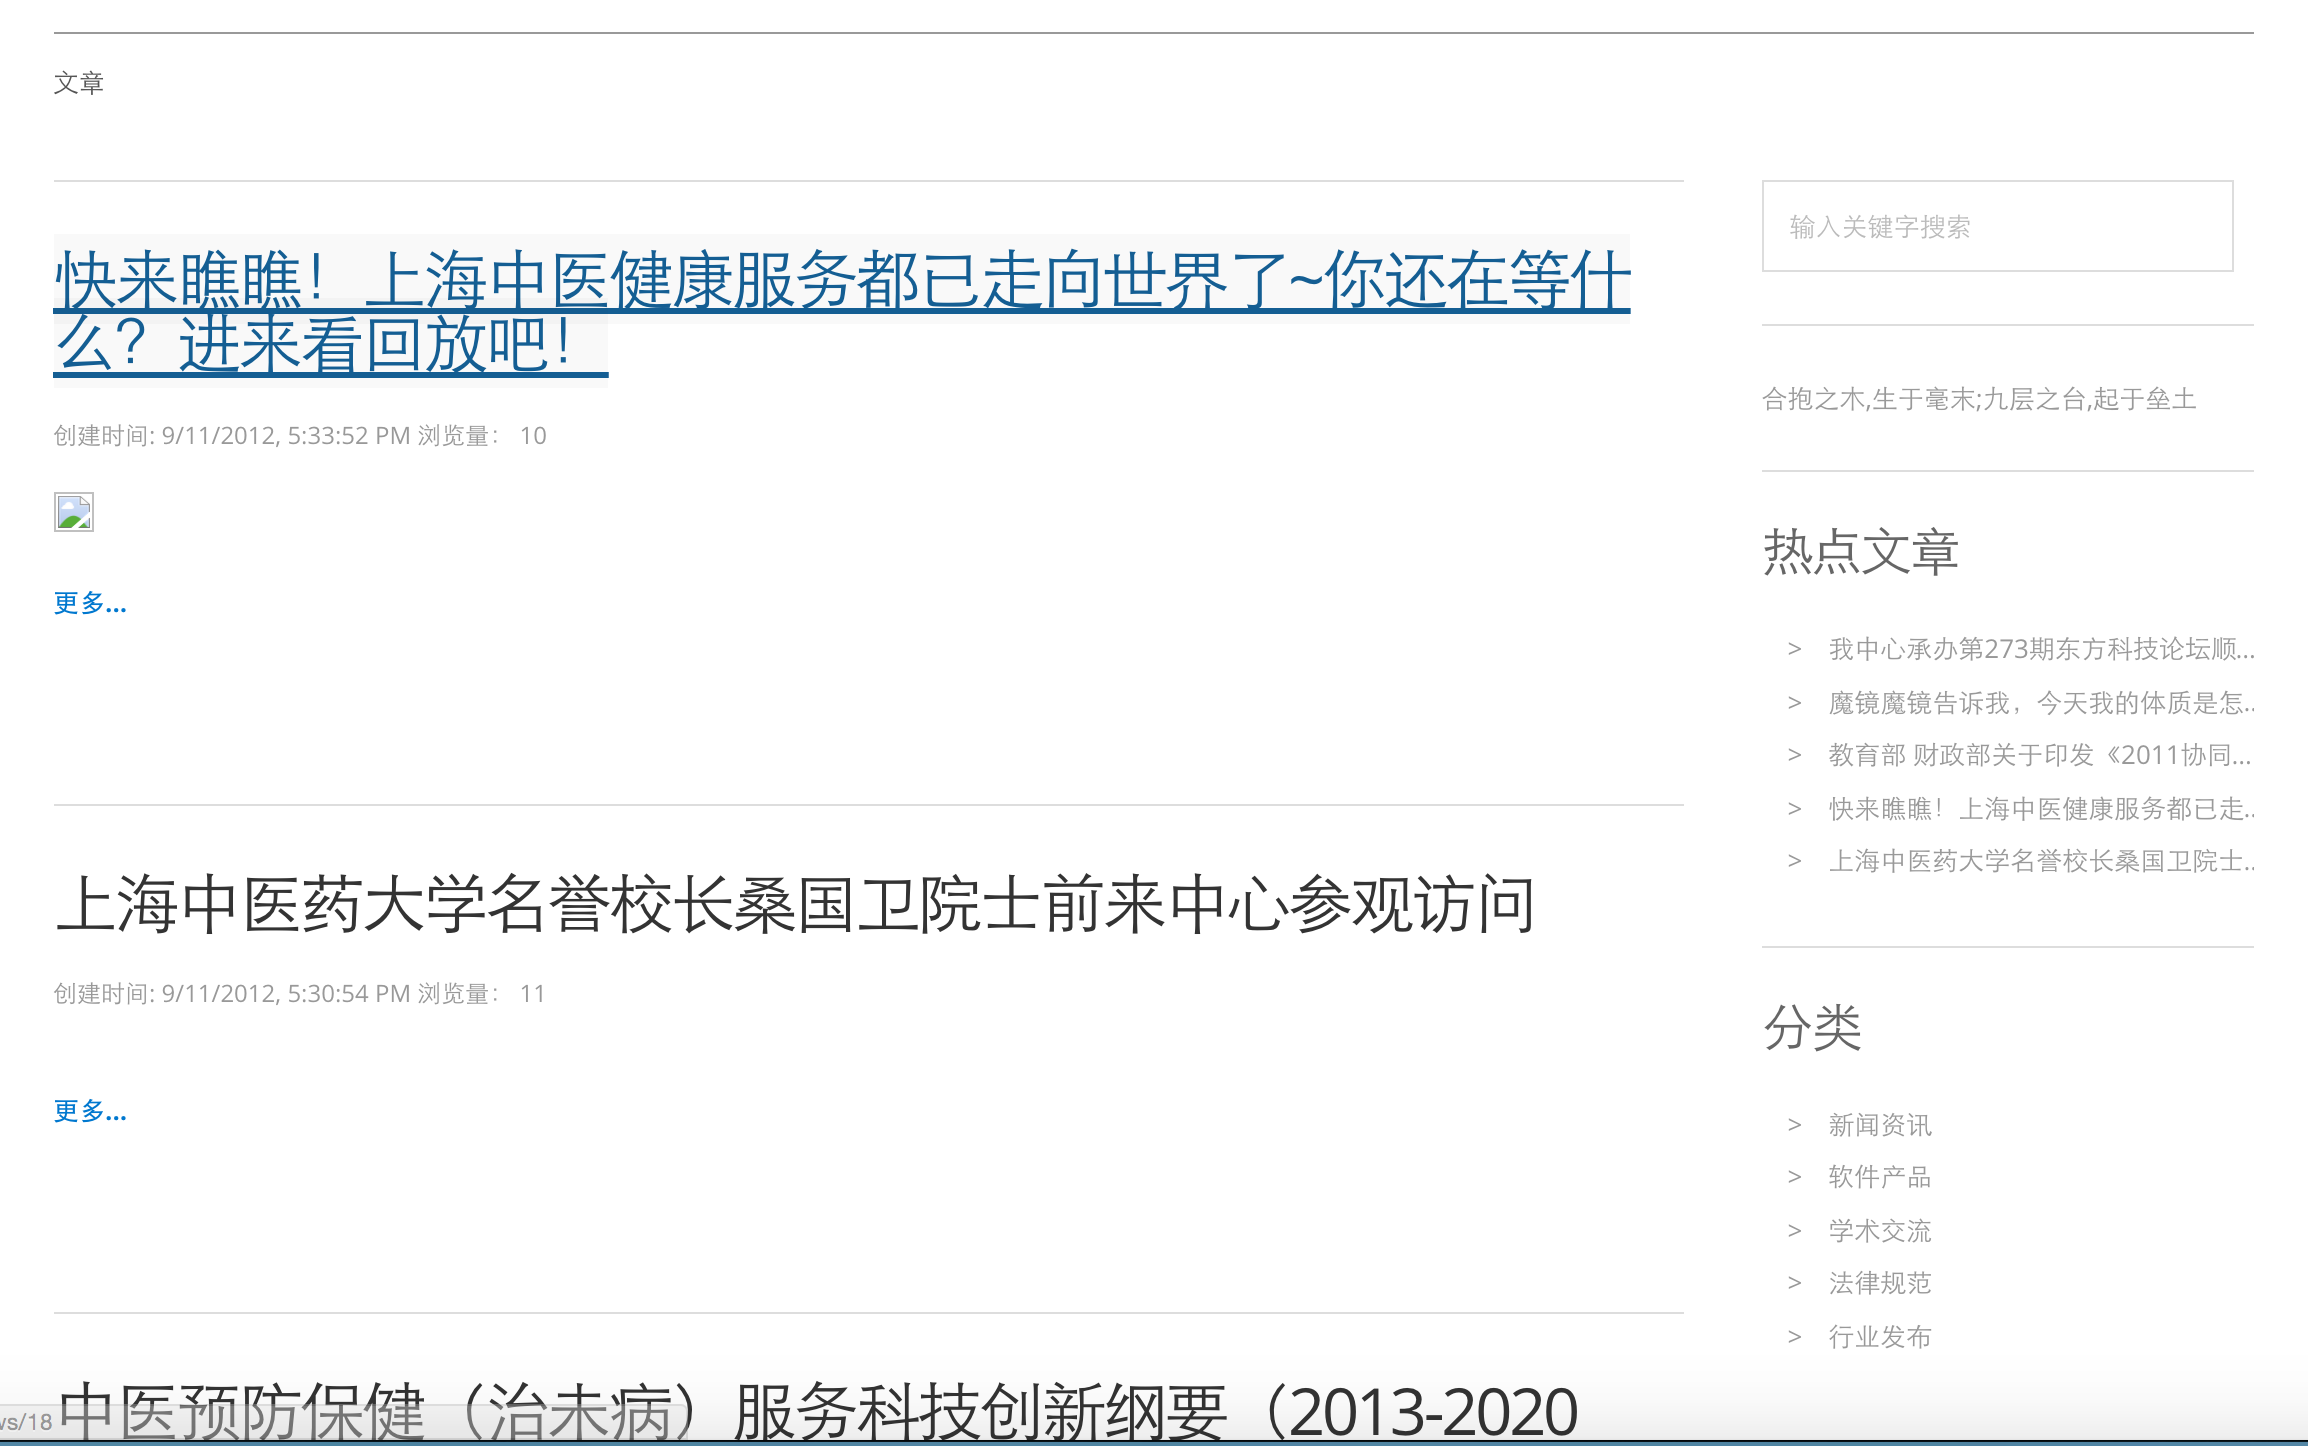 文章
快来瞧瞧！上海中医健康服务都已走向世界了~你还在等什
么？进来看回放吧！
创建时间: 9/11/2012, 5:33:52 PM 浏览量： 10
更多...
上海中医药大学名誉校长桑国卫院士前来中心参观访问
创建时间: 9/11/2012, 5:30:54 PM 浏览量： 11
更多...
中医预防保健（治未病）服务科技创新纲要（2013-2020
/s/18
输入关键字搜索
合抱之木,生于毫末;九层之台,起于垒土
热点文章
> 我中心承办第273期东方科技论坛顺...
> 魔镜魔镜告诉我，今天我的体质是怎..
> 教育部 财政部关于印发《2011协同...
> 快来瞧瞧！上海中医健康服务都已走..
> 上海中医药大学名誉校长桑国卫院士..
分类
> 新闻资讯
> 软件产品
> 学术交流
> 法律规范
> 行业发布